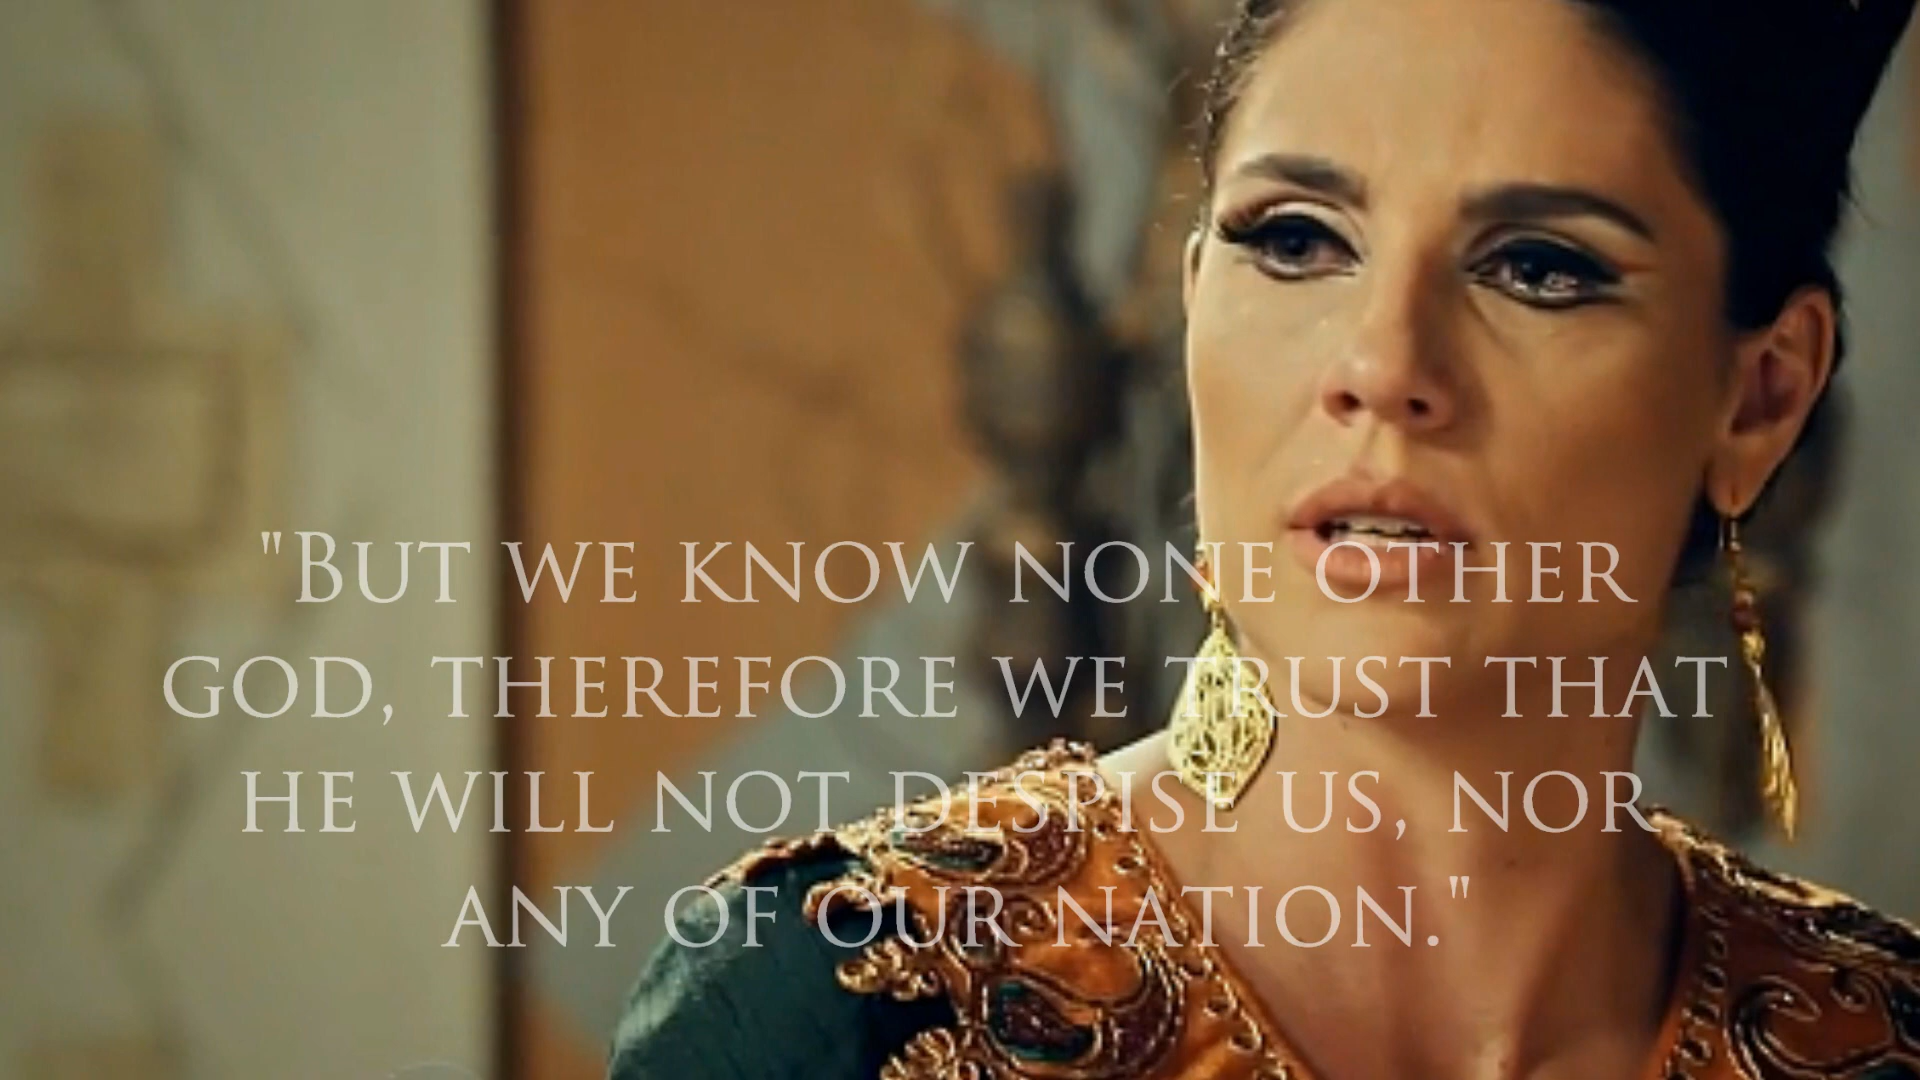 "But we know none other
god, therefore we trust that
he will not despise us, nor
any of our nation."